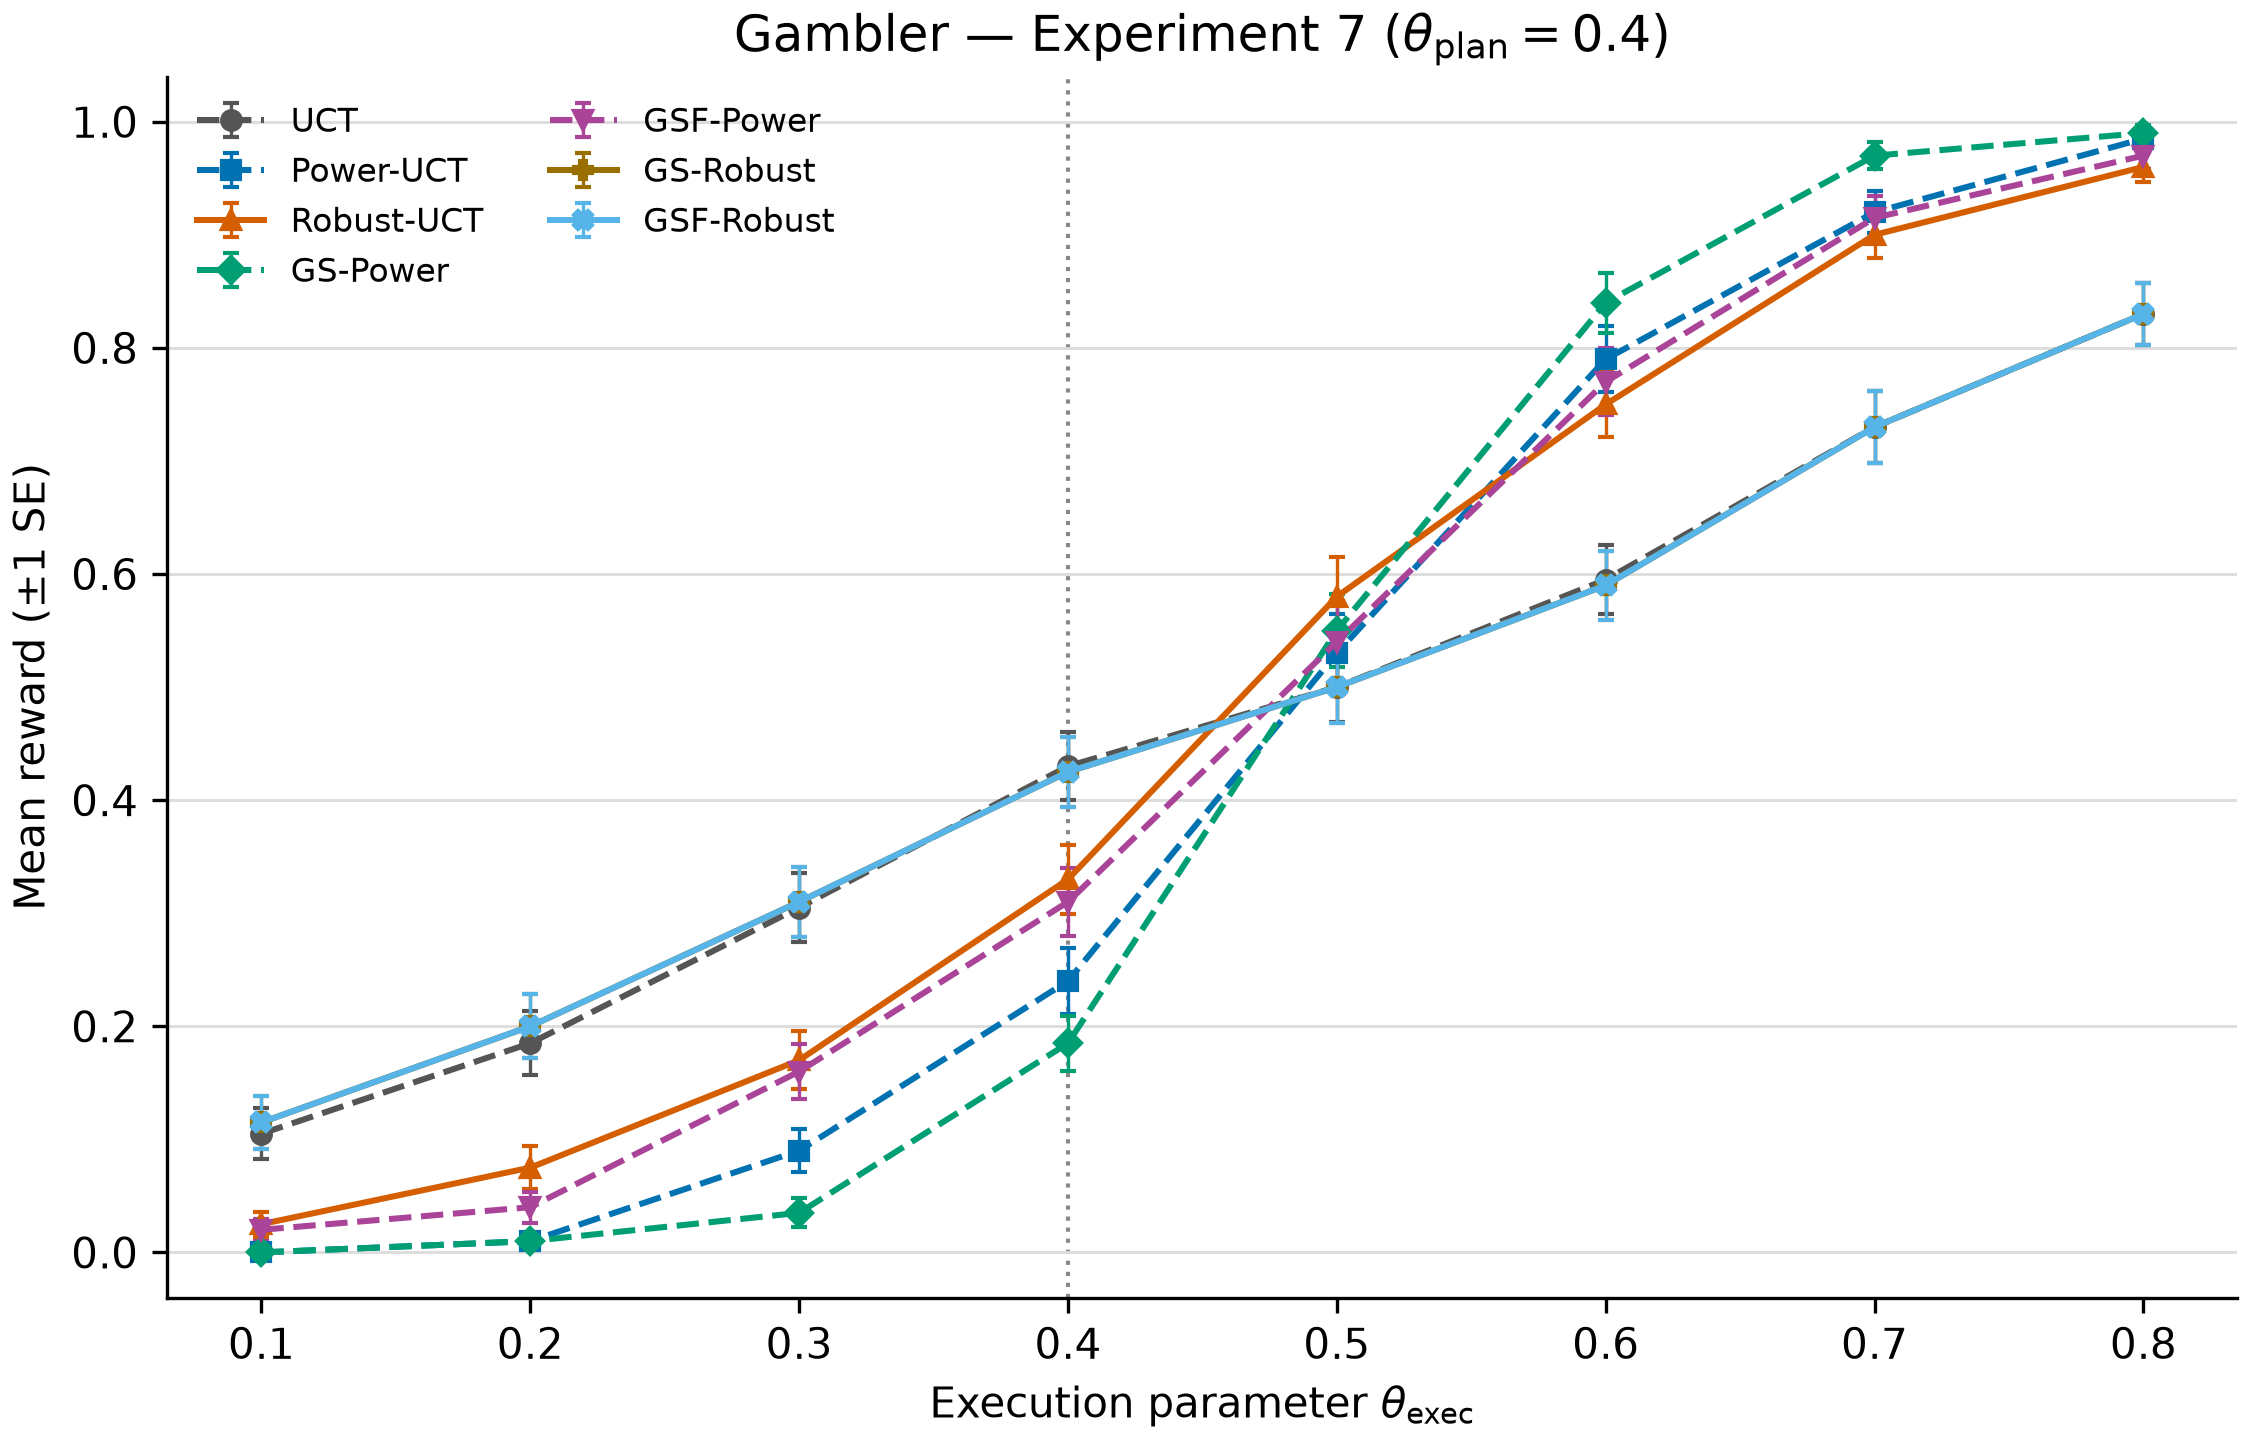 Gambler — Experiment 7 (θplan = 0.4)
UCT
Power-UCT
Robust-UCT
GS-Power
GSF-Power
GS-Robust
GSF-Robust
Mean reward (±1 SE)
1.0
0.8
0.6
0.4
0.2
0.0
0.1 0.2 0.3 0.4 0.5 0.6 0.7 0.8
Execution parameter θexec